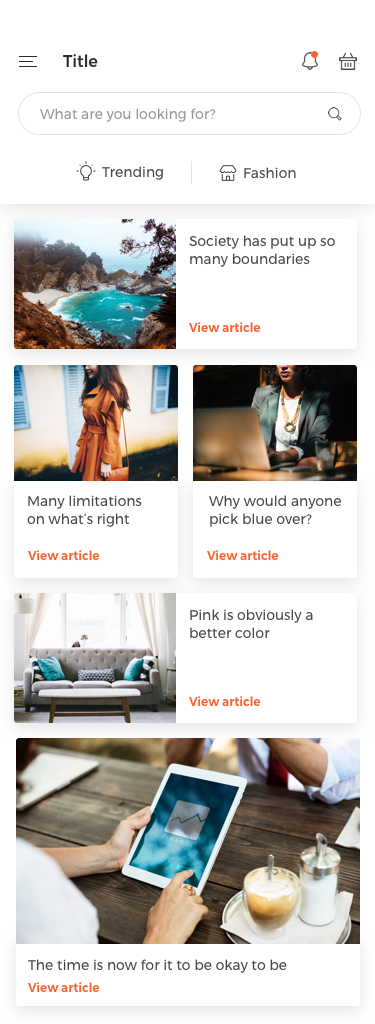 Title
What are you looking for?
Trending
Fashion
Society has put up so
many boundaries
View article
Many limitations
on what's right
View article
Why would anyone
pick blue over?
View article
Pink is obviously a
better color
View article
The time is now for it to be okay to be
View article